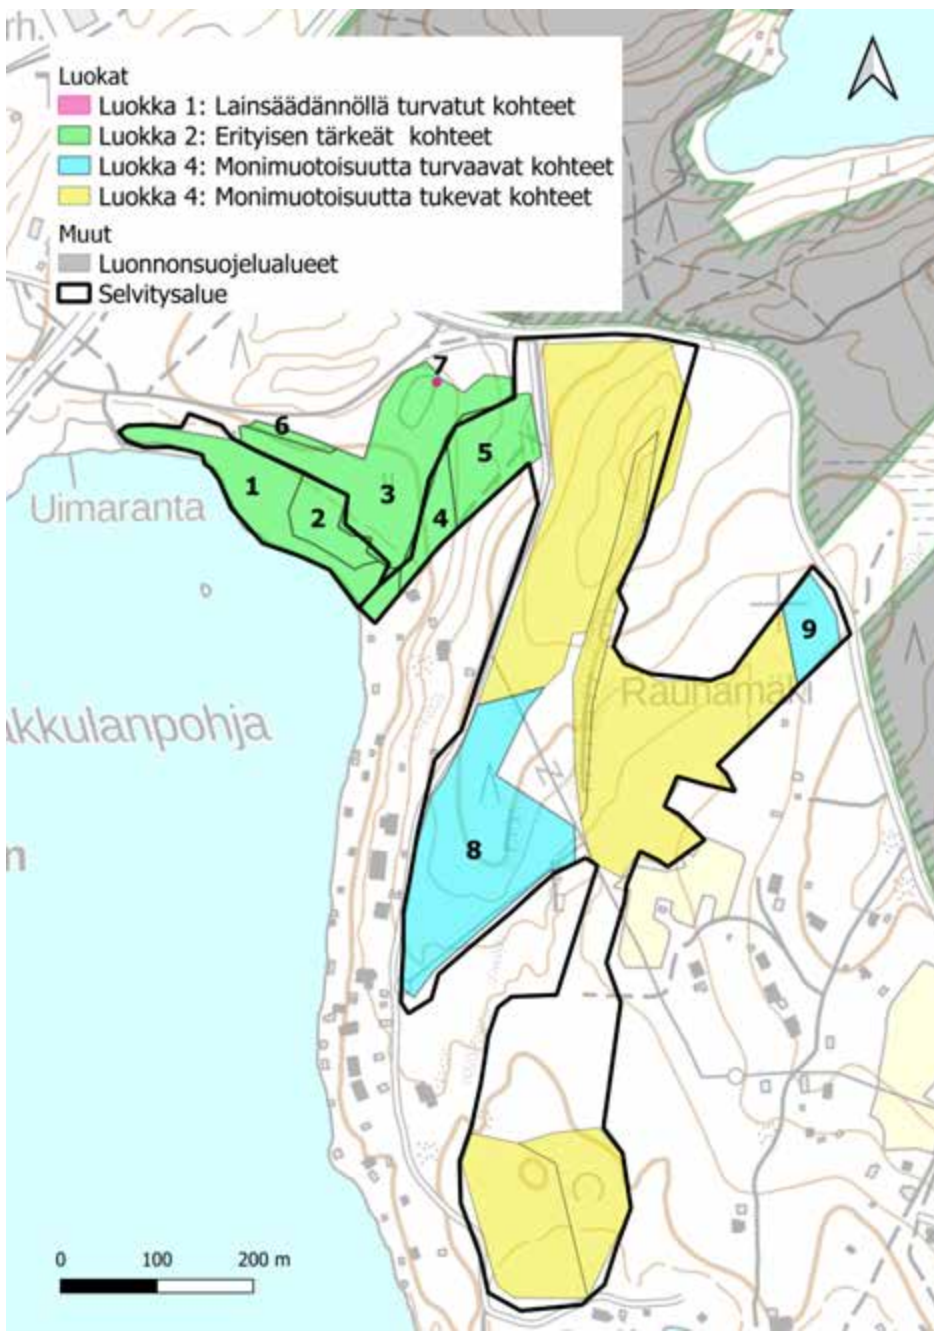 rh.
Luokat
Luokka 1: Lainsäädännöllä turvatut kohteet
Luokka 2: Erityisen tärkeät kohteet
Luokka 4: Monimuotoisuutta turvaavat kohteet
Luokka 4: Monimuotoisuutta tukevat kohteet
Muut
Luonnonsuojelualueet
Selvitysalue
7
6
5
1
3
2
4
Uimaranta
9
Rauhamäki
akkulanpohja
8
m
0 100 200 m